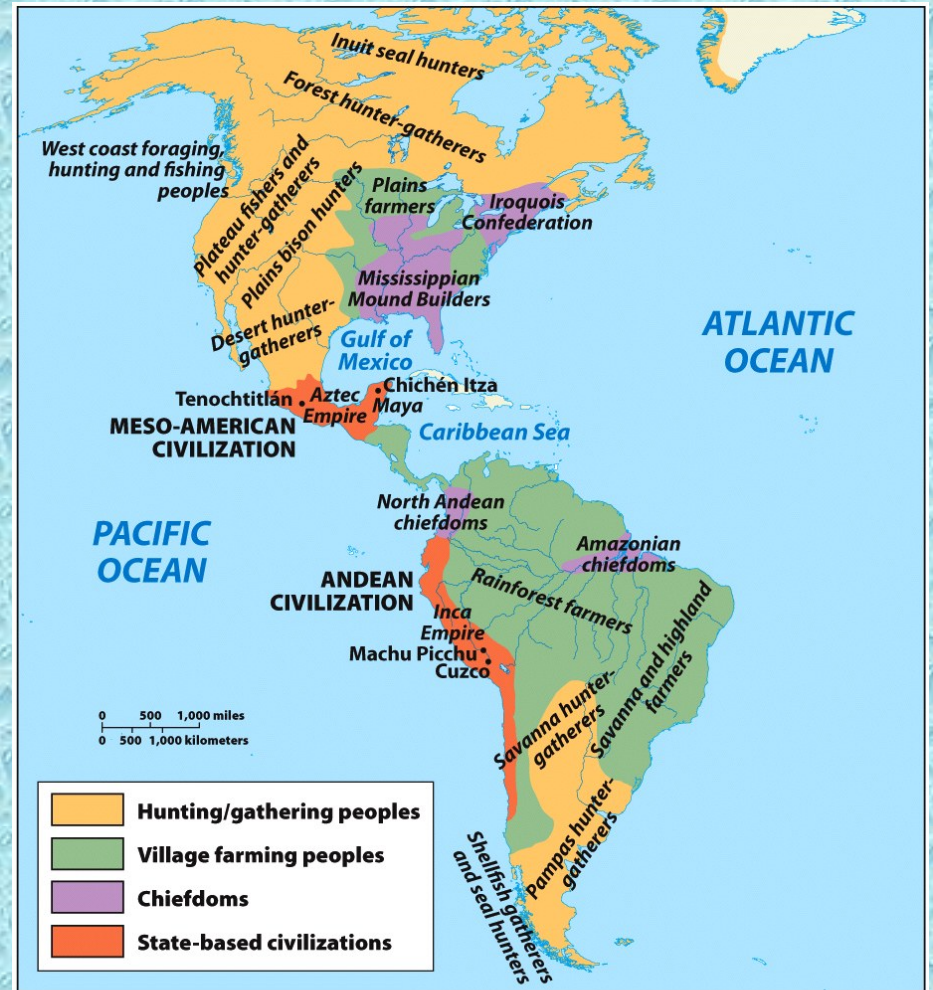 Inuit seal hunters
Forest hunter-gatherers
West coast foraging,
hunting and fishing
peoples
Plateau fishers and
hunter-gatherers
Plains bison hunters
Plains
farmers
Iroquois
Confederation
Mississippian
Mound Builders
Desert hunter-
gatherers
Gulf of
Mexico
ATLANTIC
OCEAN
Tenochtitlán
Aztec
Empire
Chichén Itza
Maya
MESO-AMERICAN
CIVILIZATION
Caribbean Sea
North Andean
chiefdoms
PACIFIC
OCEAN
Amazonian
chiefdoms
ANDEAN
CIVILIZATION
Rainforest farmers
Inca
Empire
Machu Picchu
Cuzco
Savanna and highland
farmers
Savanna hunter-
gatherers
0 500 1,000 miles
0 500 1,000 kilometers
Pampas hunter-
gatherers
Shellfish gatherers
and seal hunters
Hunting/gathering peoples
Village farming peoples
Chiefdoms
State-based civilizations